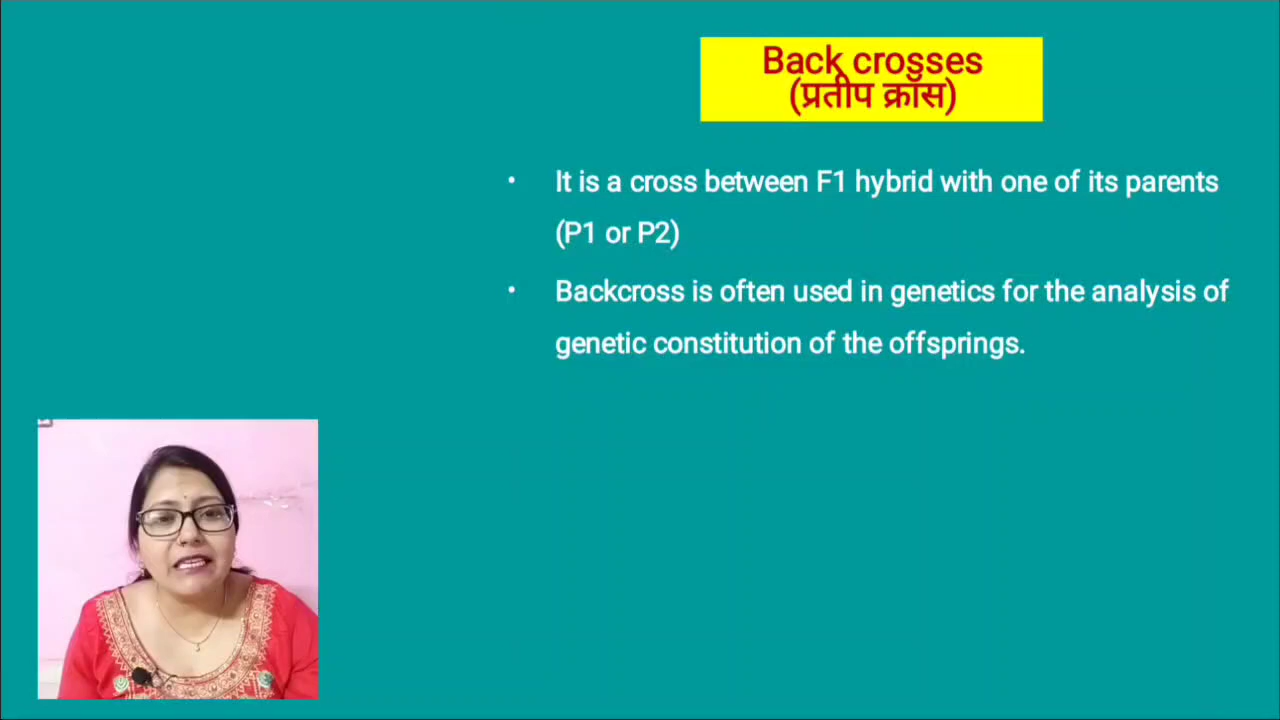 Back crosses
(प्रतीप क्रॉस)
• It is a cross between F1 hybrid with one of its parents
(P1 or P2)
• Backcross is often used in genetics for the analysis of
genetic constitution of the offsprings.